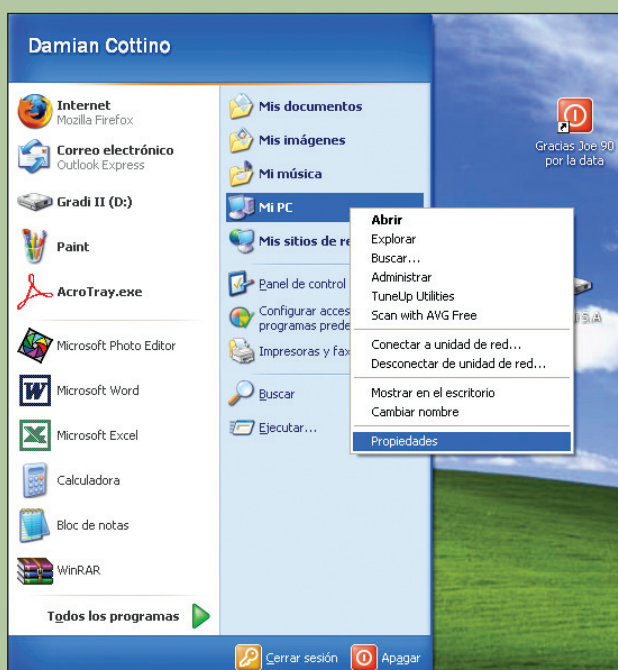 Damian Cottino
Internet
Mozilla Firefox
Correo electrónico
Outlook Express
Gradi II (D:)
Paint
AcroTray.exe
Microsoft Photo Editor
Microsoft Word
Microsoft Excel
Calculadora
Bloc de notas
WinRAR
Todos los programas
Mis documentos
Mis imágenes
Mi música
Mi PC
Mis sitios de re
Panel de control
Configurar acces
programas prede
Impresoras y fax
Buscar
Ejecutar...
Abrir
Explorar
Buscar...
Administrar
TuneUp Utilities
Scan with AVG Free
Conectar a unidad de red...
Desconectar de unidad de red...
Mostrar en el escritorio
Cambiar nombre
Propiedades
Gracias Joe 90
por la data
Cerrar sesión
Apagar